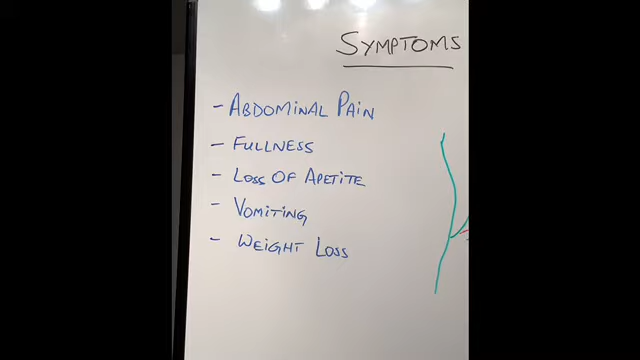 SYMPTOMS
- ABDOMINAL PAIN
- FULLNESS
- LOSS OF APETITE
- VOMITING
- WEIGHT LOSS